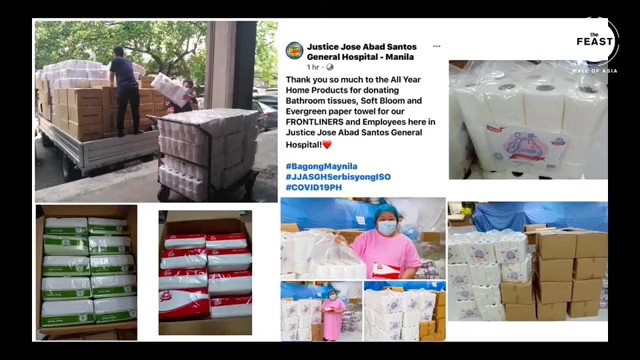 the
FEAST
MALL OF ASIA
Justice Jose Abad Santos
General Hospital - Manila
1 hr ·
Thank you so much to the All Year
Home Products for donating
Bathroom tissues, Soft Bloom and
Evergreen paper towel for our
FRONTLINERS and Employees here in
Justice Jose Abad Santos General
Hospital!❤️
#BagongMaynila
#JJASGHSerbisyongISO
#COVID19PH
Soft
Bloom